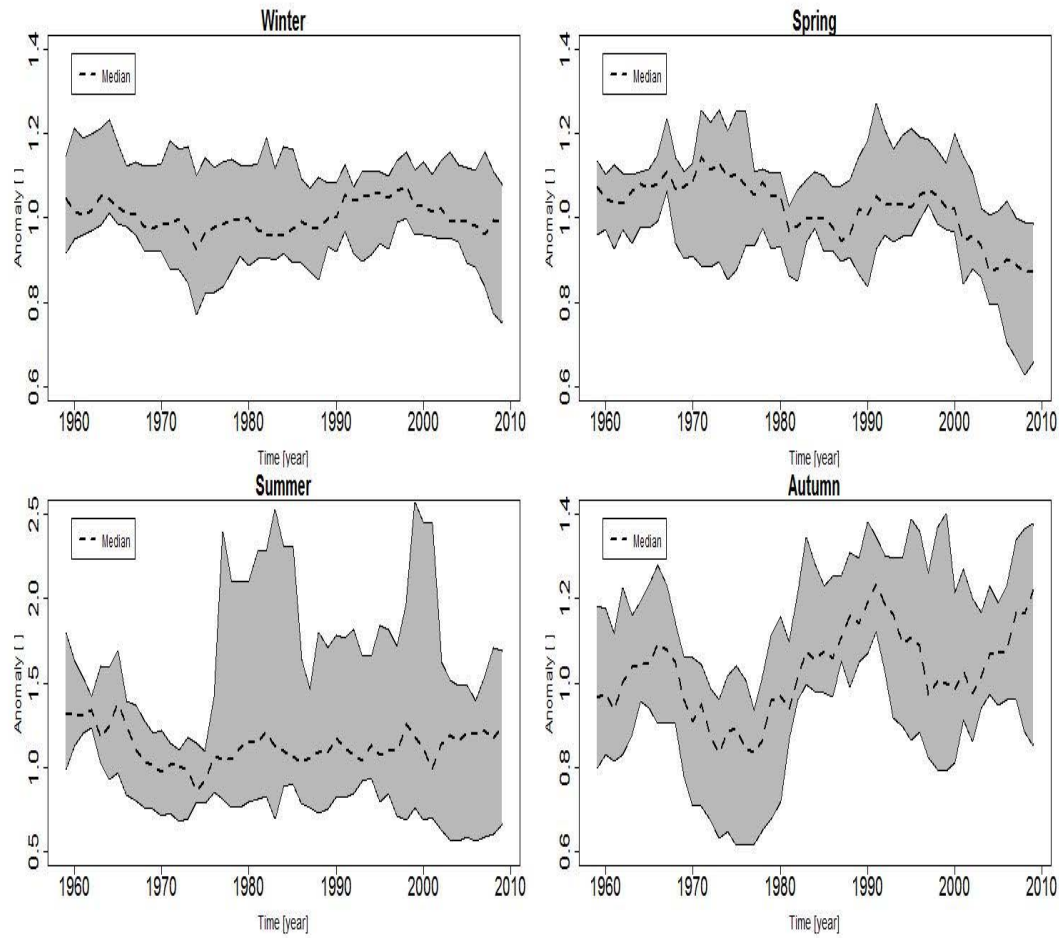 Winter
Median
Anomaly [ ]
1.4
1.2
1.0
0.8
0.6
1960 1970 1980 1990 2000 2010
Time [year]
Spring
Median
Anomaly [ ]
1.4
1.2
1.0
0.8
0.6
1960 1970 1980 1990 2000 2010
Time [year]
Summer
Median
Anomaly [ ]
2.5
2.0
1.5
1.0
0.5
1960 1970 1980 1990 2000 2010
Time [year]
Autumn
Median
Anomaly [ ]
1.4
1.2
1.0
0.8
0.6
1960 1970 1980 1990 2000 2010
Time [year]